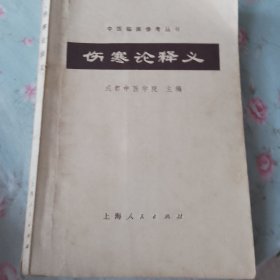 中医临床参考丛书
伤寒论释义
成都中医学院 主编
上海人民出版社